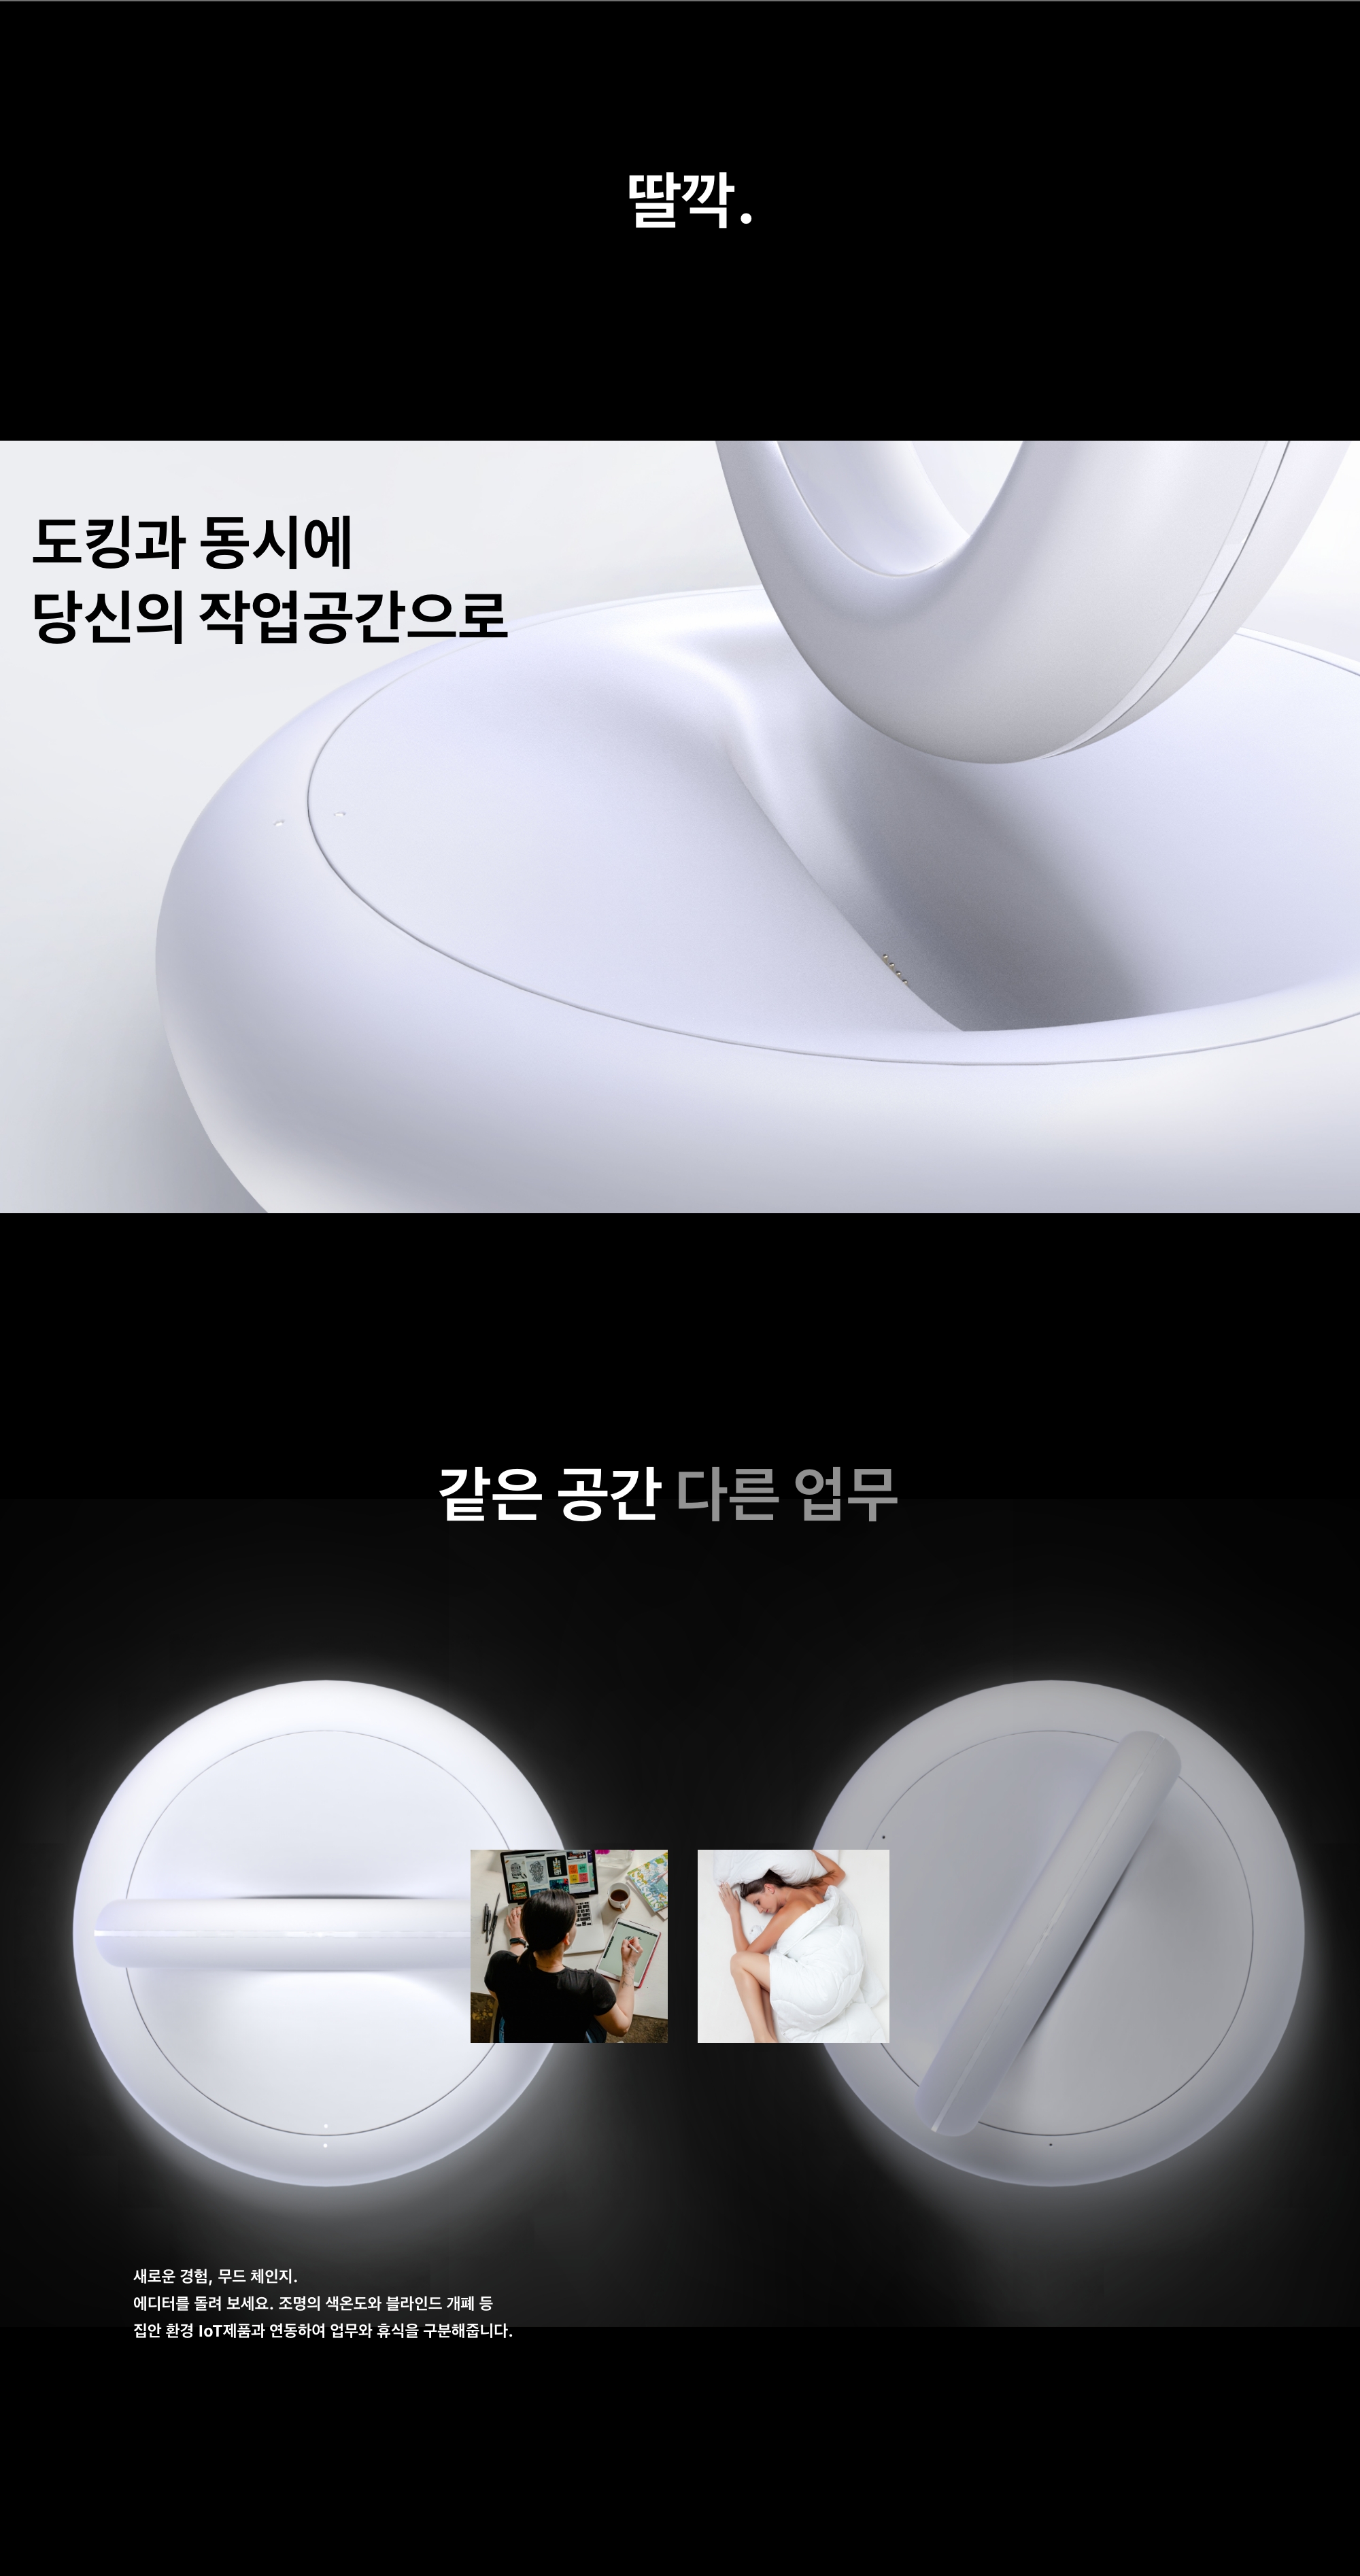 딸깍.
도킹과 동시에
당신의 작업공간으로
같은 공간 다른 업무
새로운 경험, 무드 체인지.
에디터를 돌려 보세요. 조명의 색온도와 블라인드 개폐 등
집안 환경 IoT제품과 연동하여 업무와 휴식을 구분해줍니다.